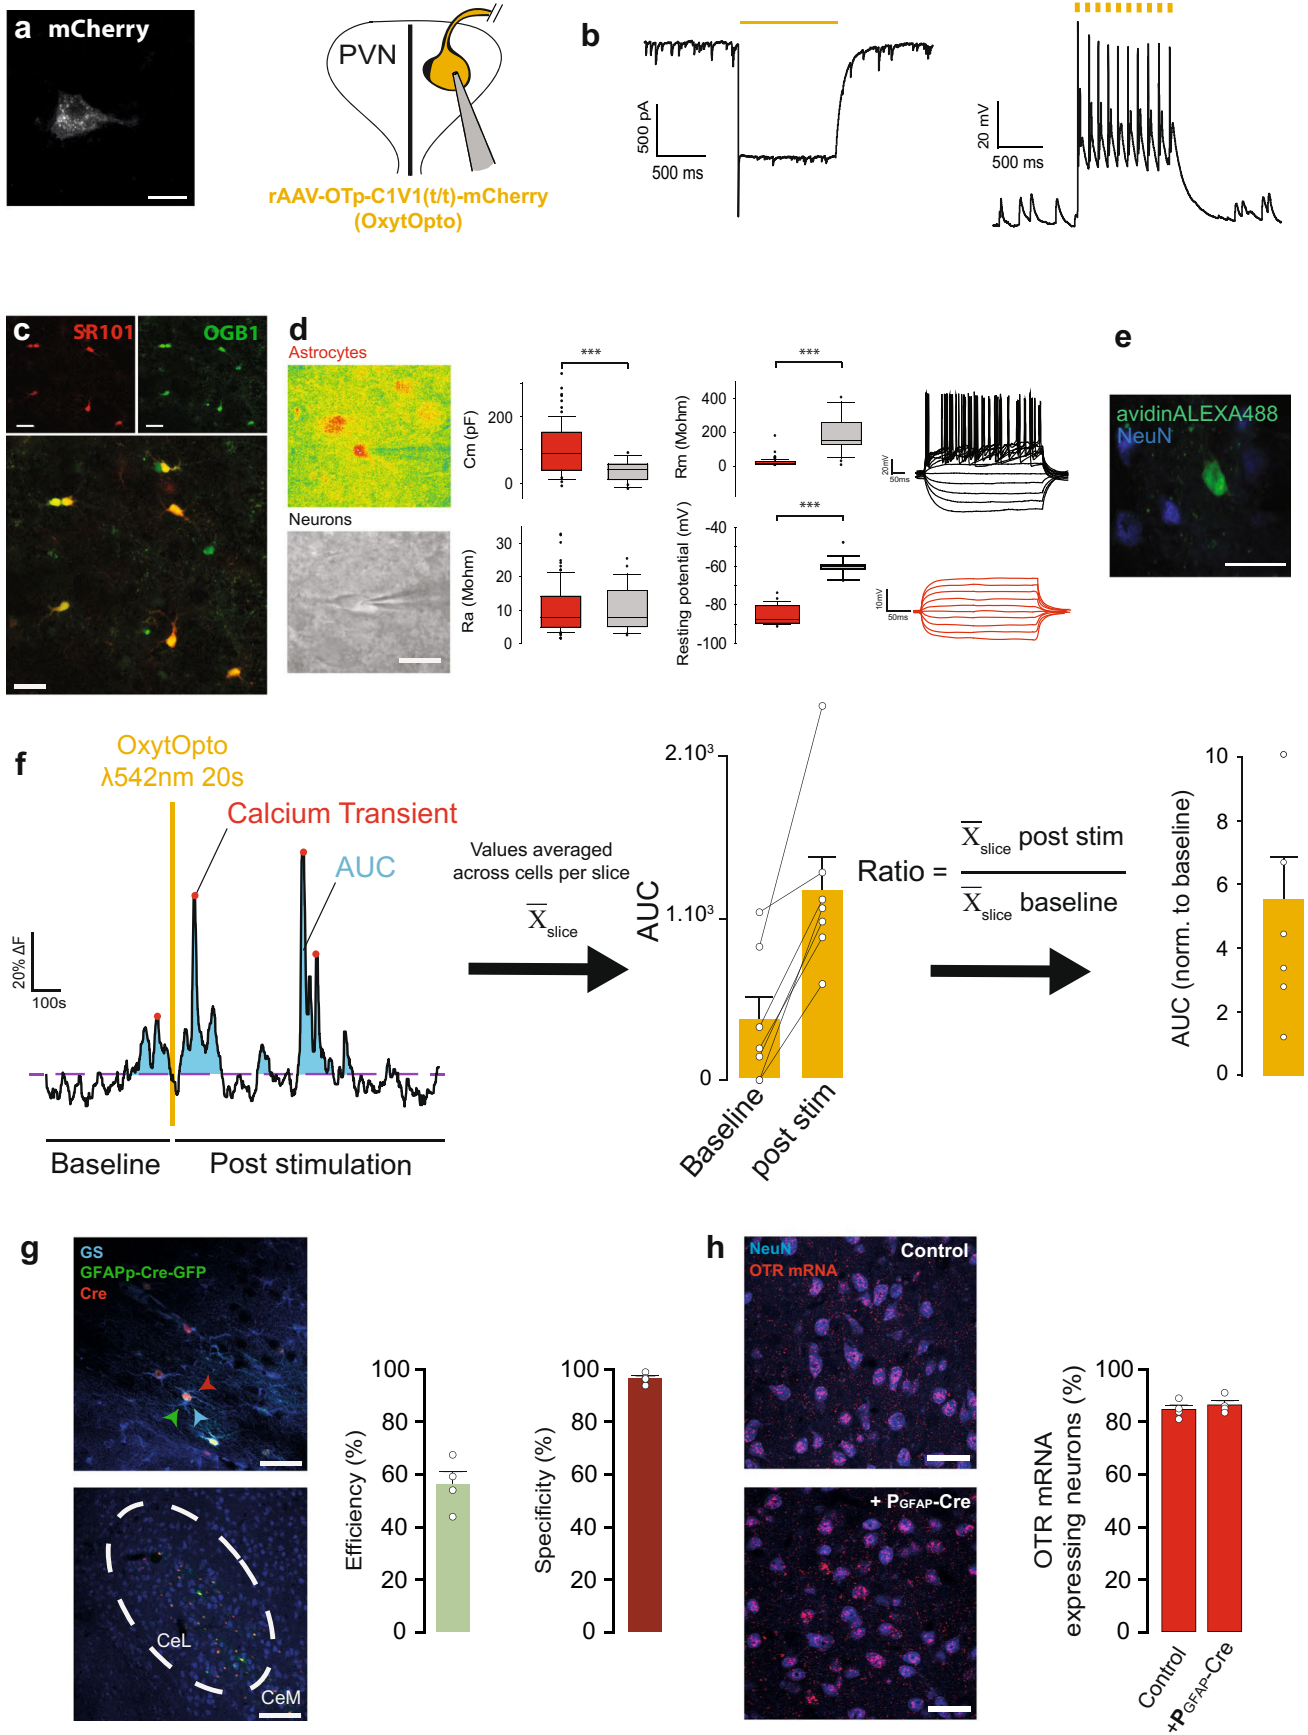 a mCherry
PVN
rAAV-OTp-C1V1(t/t)-mCherry
(OxytOpto)
b
500 pA
500 ms
20 mV
500 ms
c SR101
OGB1
d
Astrocytes
Neurons
***
Cm (pF)
200
100
0
***
Rm (Mohm)
400
200
0
Ra (Mohm)
30
20
10
0
***
Resting potential (mV)
-40
-60
-80
-100
20mV
50ms
10mV
50ms
e
avidinALEXA488
NeuN
f
OxytOpto
λ542nm 20s
Calcium Transient
AUC
20% ΔF
100s
Baseline
Post stimulation
Values averaged
across cells per slice
X slice
AUC
2.10³
1.10³
0
Baseline
post stim
Ratio =
X slice post stim
X slice baseline
AUC (norm. to baseline)
10
8
6
4
2
0
g
GS
GFAPp-Cre-GFP
Cre
CeL
CeM
Efficiency (%)
100
80
60
40
20
0
Specificity (%)
100
80
60
40
20
0
h
NeuN
OTR mRNA
Control
+ PGFAP-Cre
OTR mRNA
expressing neurons (%)
100
80
60
40
20
0
Control
+PGFAP-Cre